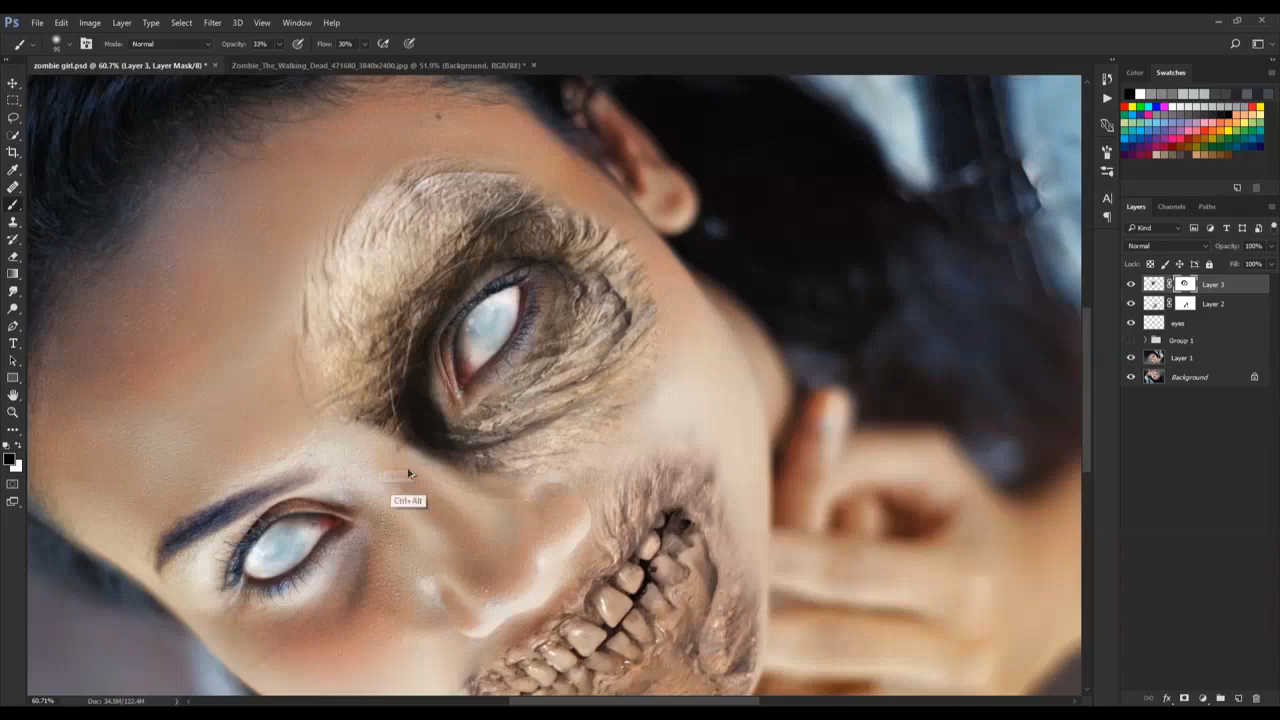 Ps File Edit Image Layer Type Select Filter 3D View Window Help
95 Mode: Normal Opacity: 33% Flow: 30%
zombie girl.psd @ 60.7% (Layer 3, Layer Mask/8) * × Zombie_The_Walking_Dead_471680_3840x2400.jpg @ 51.9% (Background, RGB/8#) * ×
Color Swatches
Layers Channels Paths
Kind
Normal Opacity: 100%
Lock: Fill: 100%
Layer 3
Layer 2
eyes
Group 1
Layer 1
Background
Ctrl+Alt
60.71% Doc: 34.5M/122.4M